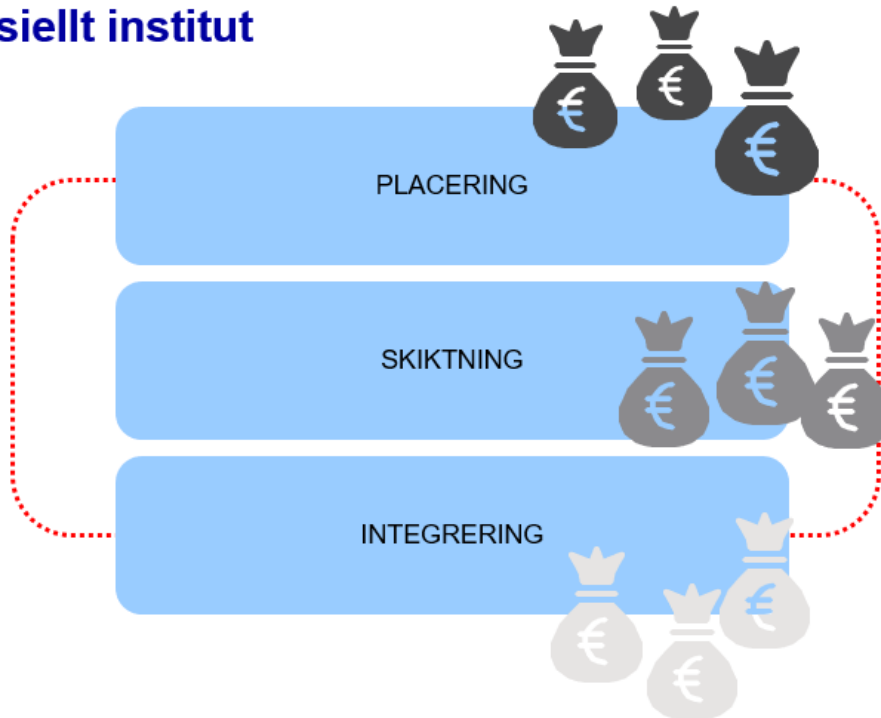 siellt institut
€
€
€
PLACERING
€
€
€
SKIKTNING
€
€
€
INTEGRERING